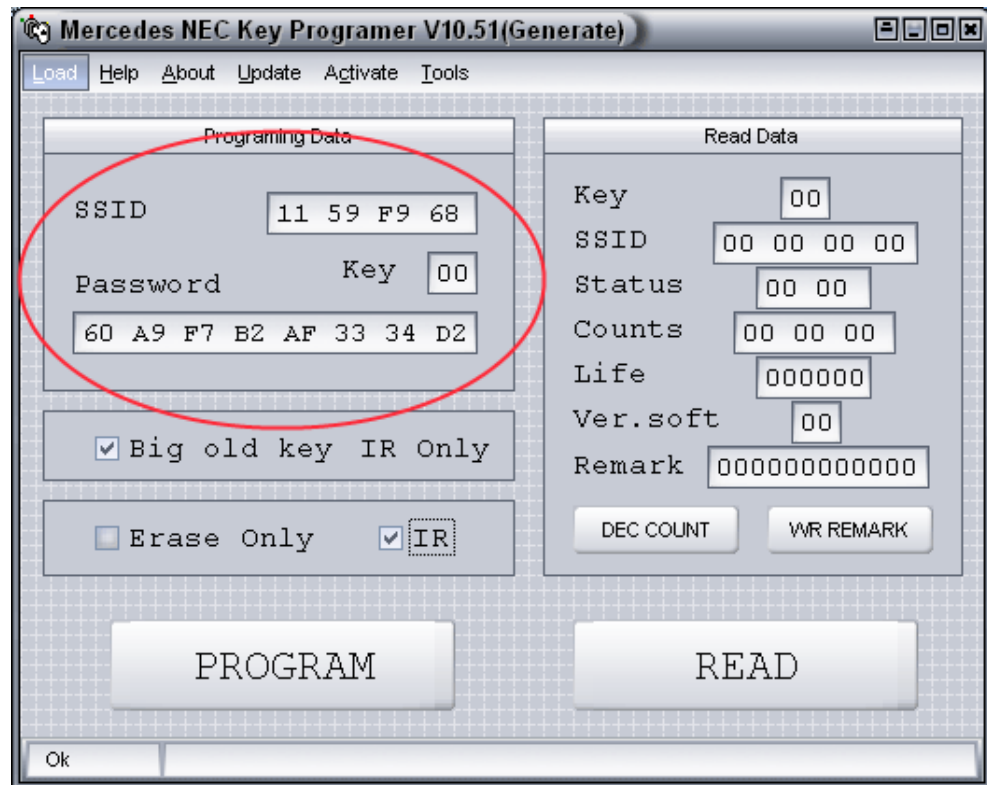 Mercedes NEC Key Programer V10.51(Generate)
Load Help About Update Activate Tools
Programing Data
SSID 11 59 F9 68
Key 00
Password
60 A9 F7 B2 AF 33 34 D2
Big old key IR Only
Erase Only IR
PROGRAM
Read Data
Key 00
SSID 00 00 00 00
Status 00 00
Counts 00 00 00
Life 000000
Ver.soft 00
Remark 000000000000
DEC COUNT WR REMARK
READ
Ok